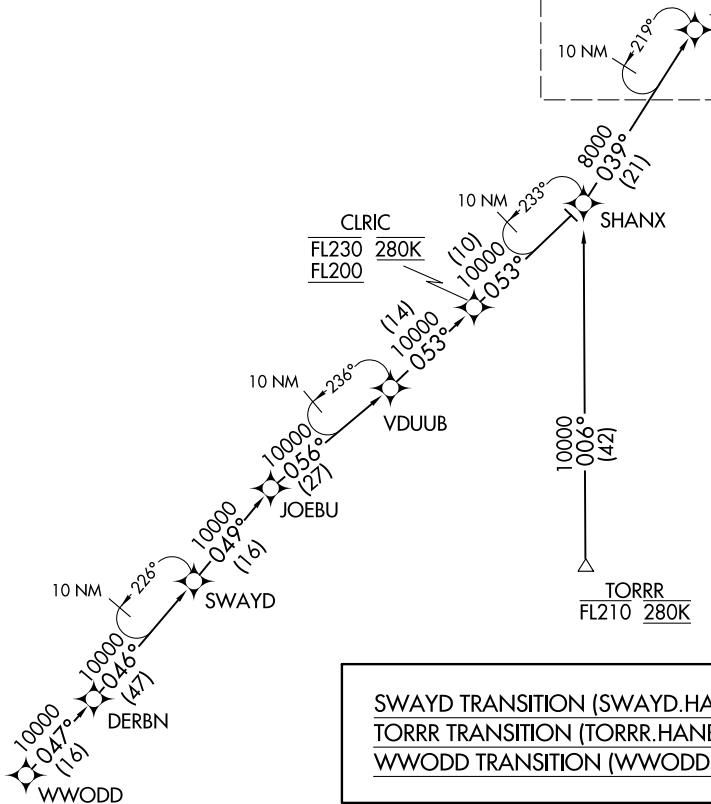 219°
10 NM
8000
039°
(21)
233°
10 NM
SHANX
CLRIC
FL230 280K
FL200
(10)
10000
053°
(14)
10000
053°
236°
10 NM
VDUUB
10000
056°
(27)
JOEBU
10000
006°
(42)
10000
049°
(16)
226°
10 NM
SWAYD
TORRR
FL210 280K
10000
046°
(47)
DERBN
10000
047°
(16)
WWODD
SWAYD TRANSITION (SWAYD.HA
TORRR TRANSITION (TORRR.HAN
WWODD TRANSITION (WWODD